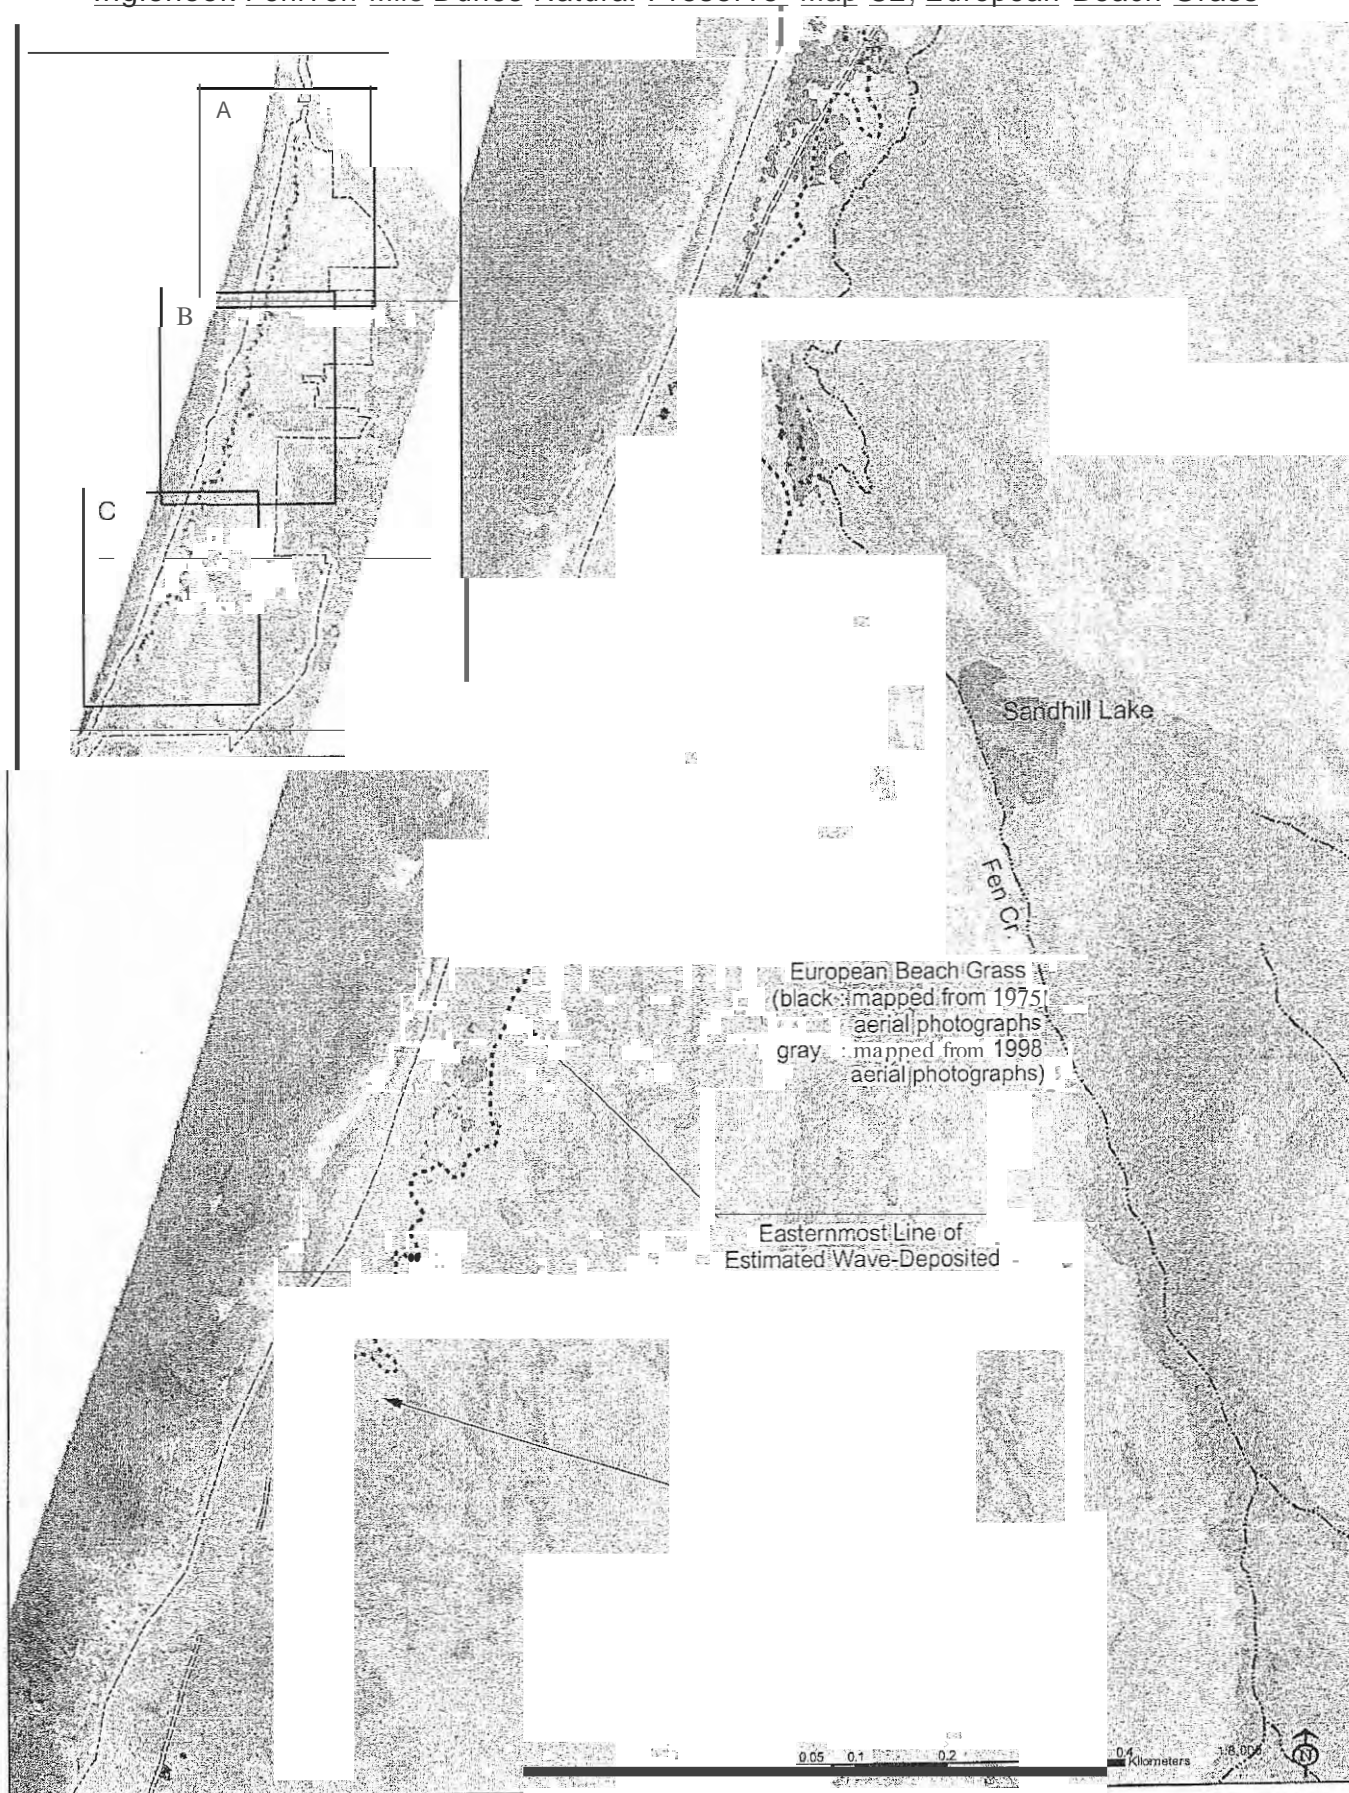 Inglenook Fen/Ten Mile Dunes Natural Preserve Map C2, European Beach Grass
A
B
C
Sandhill Lake
Fen Cr.
European Beach Grass
(black : mapped from 1975
aerial photographs
gray : mapped from 1998
aerial photographs)
Easternmost Line of
Estimated Wave-Deposited
0.05 0.1 0.2 0.4
Kilometers
N